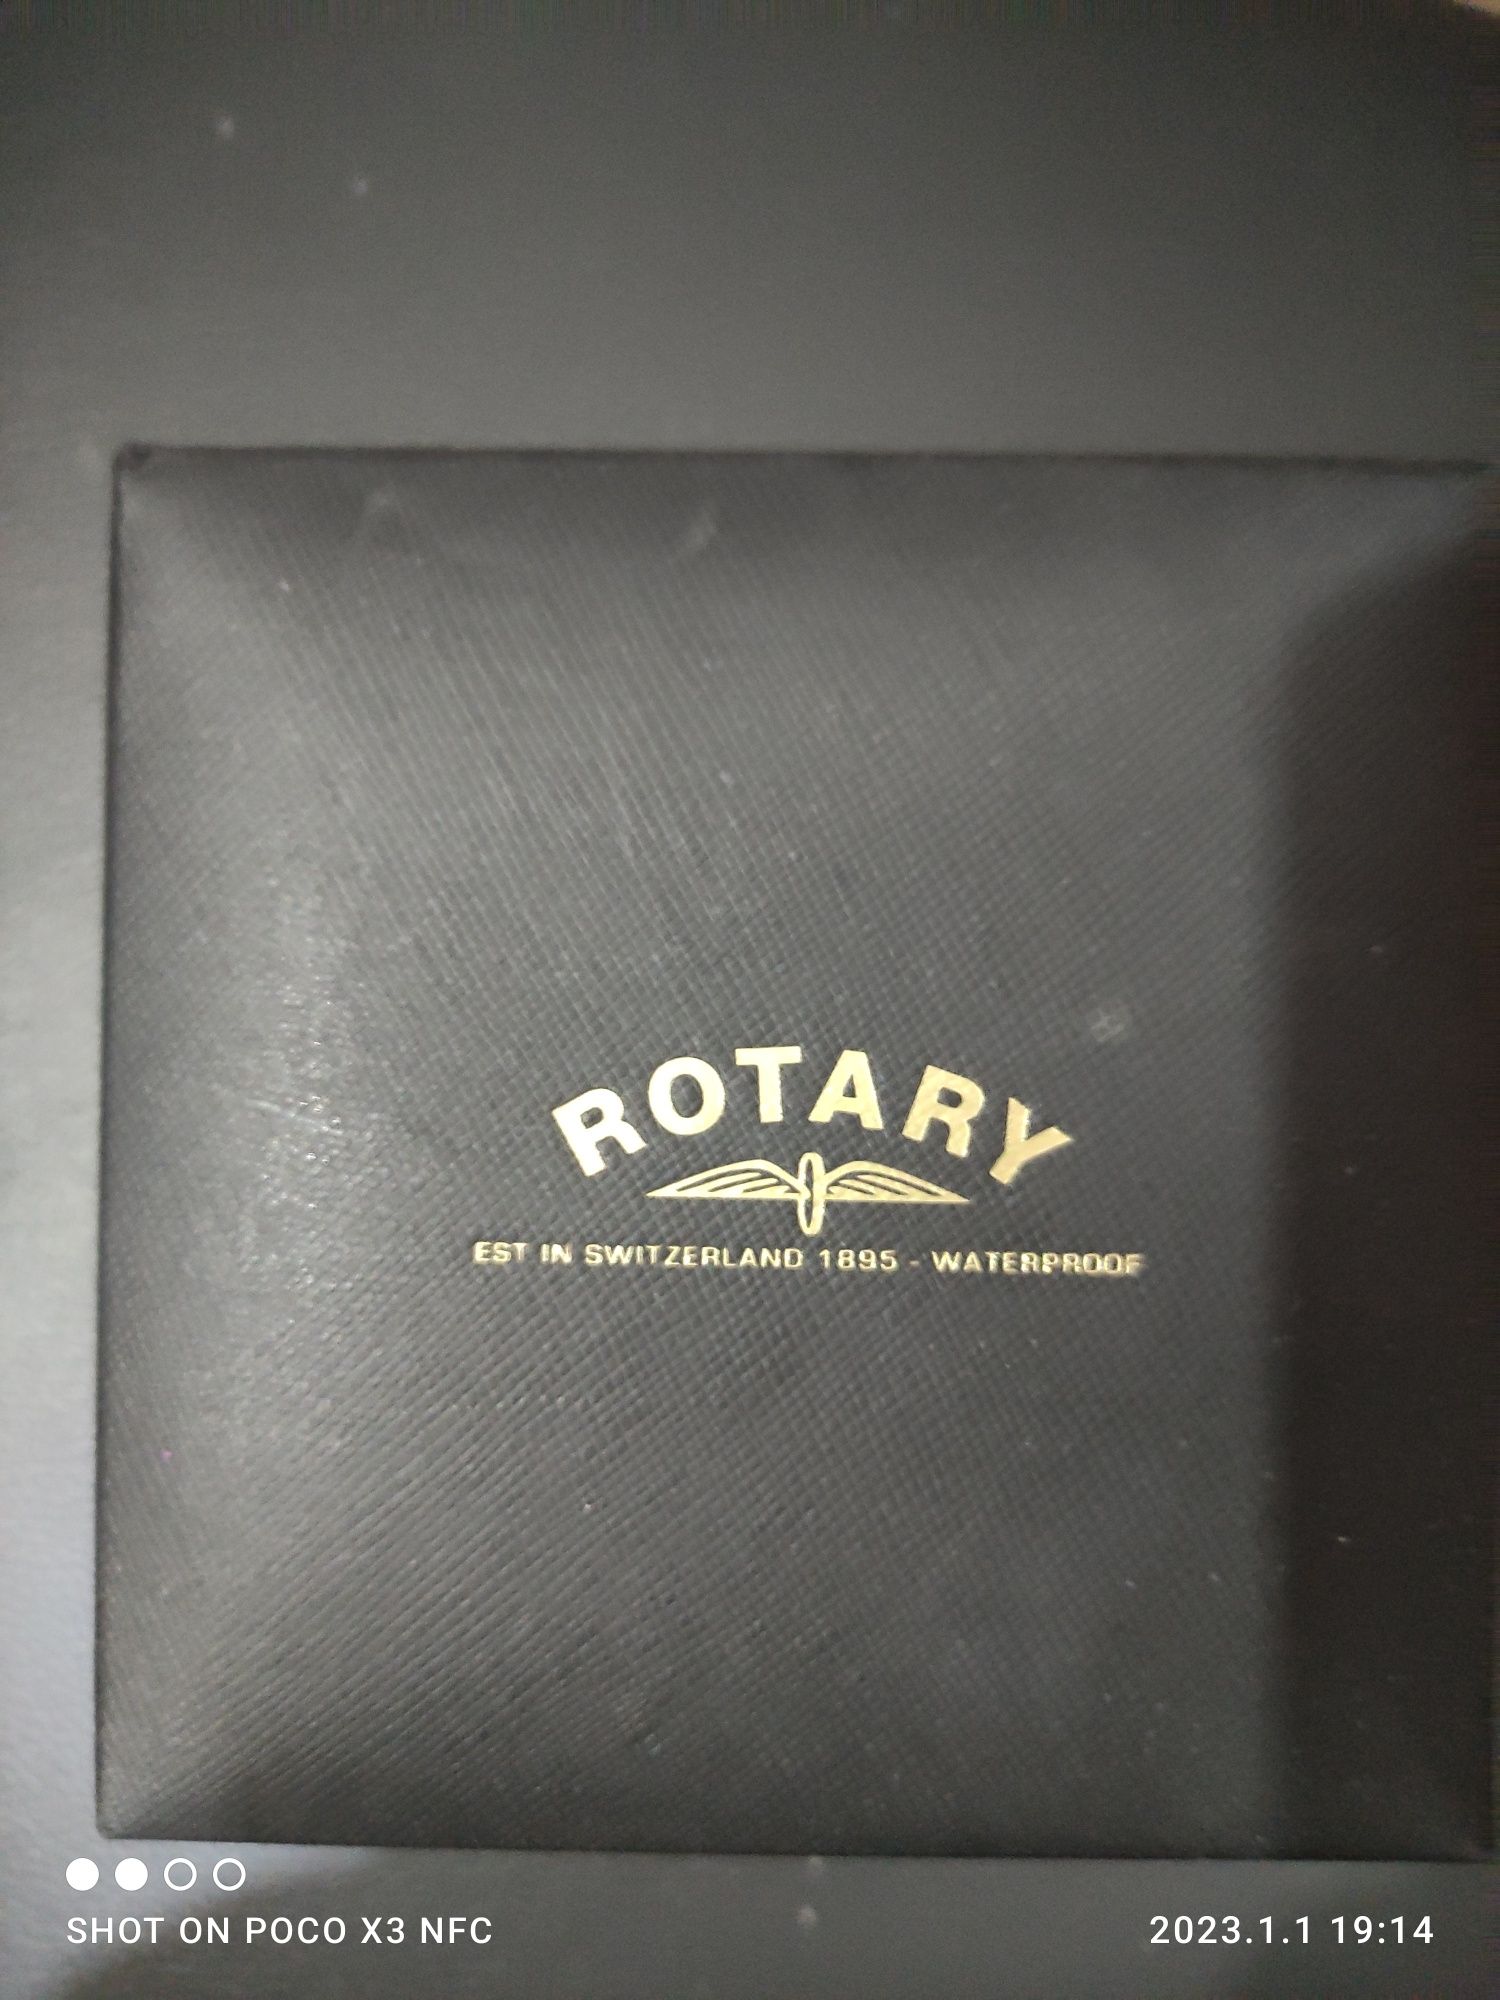 ROTARY
EST IN SWITZERLAND 1895 - WATERPROOF
SHOT ON POCO X3 NFC
2023.1.1 19:14